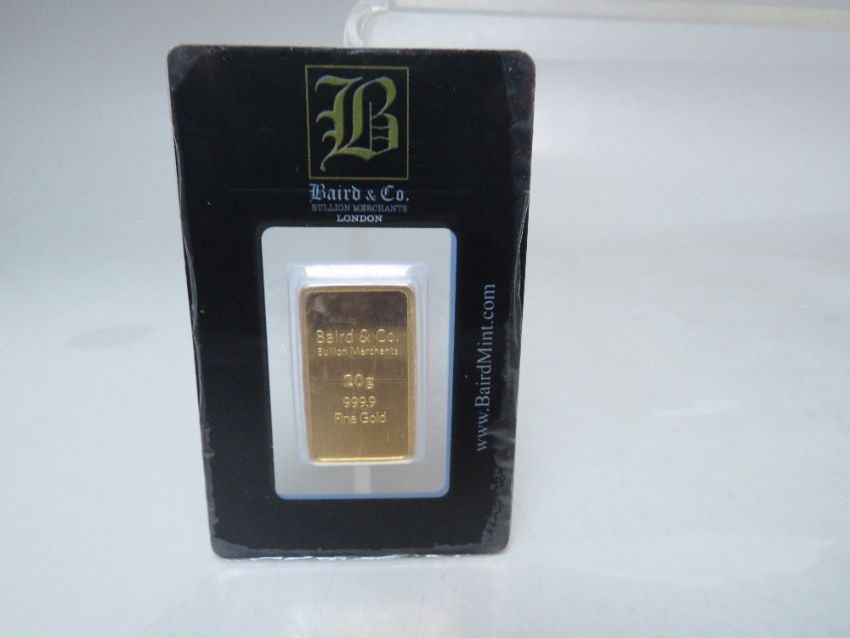 B
Baird & Co.
BULLION MERCHANTS
LONDON
Baird & Co.
Bullion Merchants
20g
999.9
Fine Gold
www.BairdMint.com